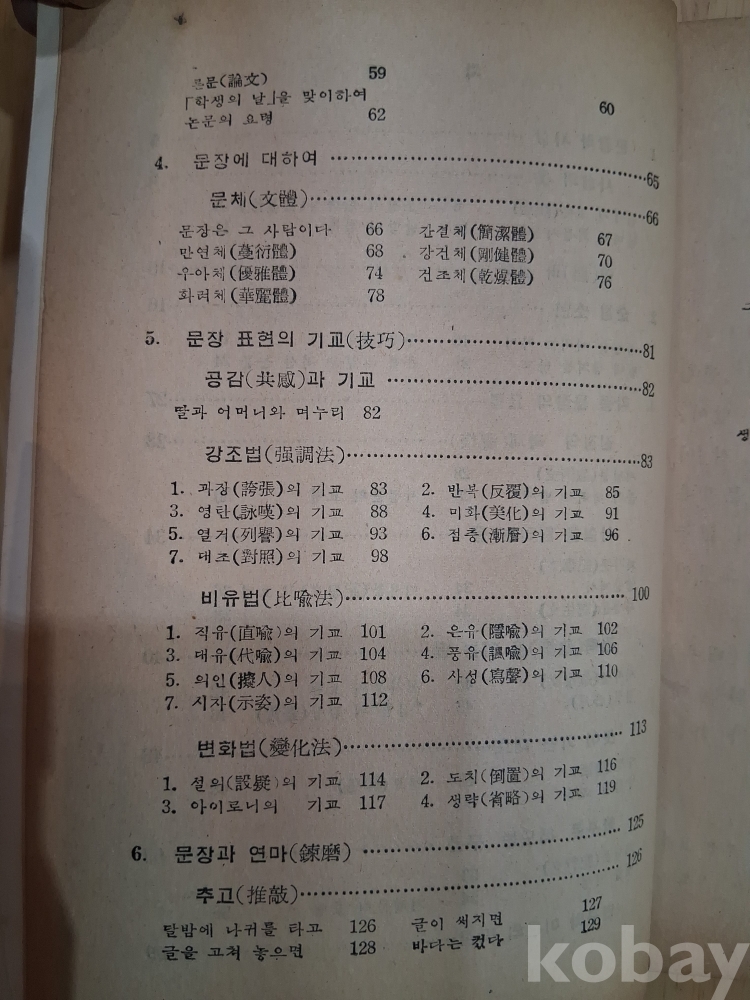 론문(論文) 59
「학생의 날」을 맞이하여 60
논문의 요령 62
4. 문장에 대하여 ⋯⋯⋯⋯ 65
문체(文體)⋯⋯⋯⋯ 66
문장은 그 사람이다 66 간결체(簡潔體) 67
만연체(蔓衍體) 68 강건체(剛健體) 70
우아체(優雅體) 74 건조체(乾燥體) 76
화려체(華麗體) 78
5. 문장 표현의 기교(技巧)⋯⋯⋯⋯ 81
공감(共感)과 기교 ⋯⋯⋯⋯ 82
딸과 어머니와 며누리 82
강조법(强調法)⋯⋯⋯⋯ 83
1. 과장(誇張)의 기교 83 2. 반복(反覆)의 기교 85
3. 영탄(詠嘆)의 기교 88 4. 미화(美化)의 기교 91
5. 열거(列擧)의 기교 93 6. 점층(漸層)의 기교 96
7. 대조(對照)의 기교 98
비유법(比喩法)⋯⋯⋯⋯ 100
1. 직유(直喩)의 기교 101 2. 은유(隱喩)의 기교 102
3. 대유(代喩)의 기교 104 4. 풍유(諷喩)의 기교 106
5. 의인(擬人)의 기교 108 6. 사성(寫聲)의 기교 110
7. 시자(示姿)의 기교 112
변화법(變化法)⋯⋯⋯⋯ 113
1. 설의(設疑)의 기교 114 2. 도치(倒置)의 기교 116
3. 아이로니의 기교 117 4. 생략(省略)의 기교 119
6. 문장과 연마(鍊磨) ⋯⋯⋯⋯ 125
추고(推敲)⋯⋯⋯⋯ 126
달밤에 나귀를 타고 126 글이 써지면 127
글을 고쳐 놓으면 128 바다는 컸다 129
kobay